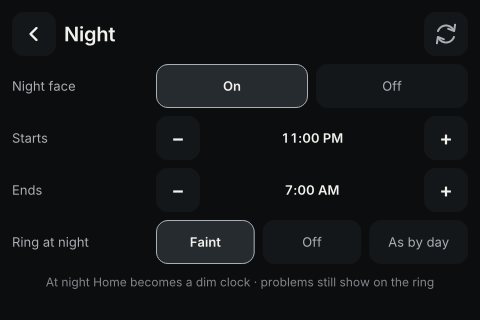 Night
Night face On Off
Starts − 11:00 PM +
Ends − 7:00 AM +
Ring at night Faint Off As by day
At night Home becomes a dim clock · problems still show on the ring